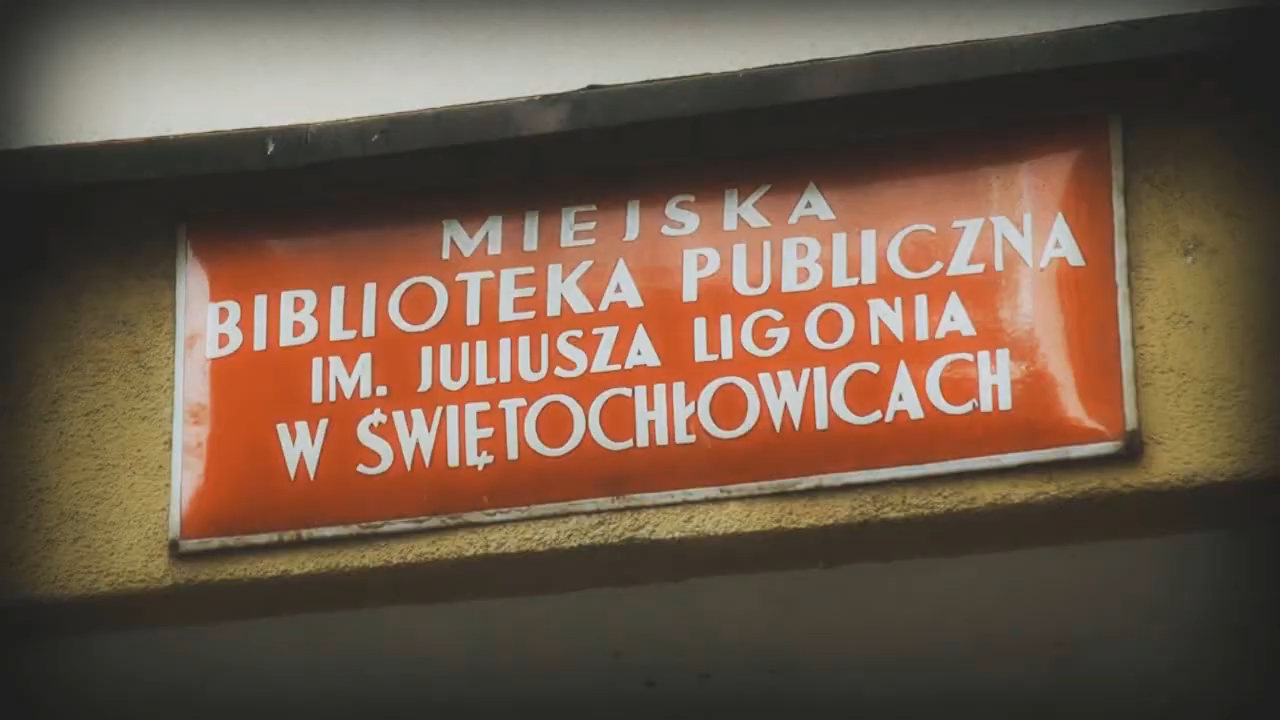 MIEJSKA
BIBLIOTEKA PUBLICZNA
IM. JULIUSZA LIGONIA
W ŚWIĘTOCHŁOWICACH